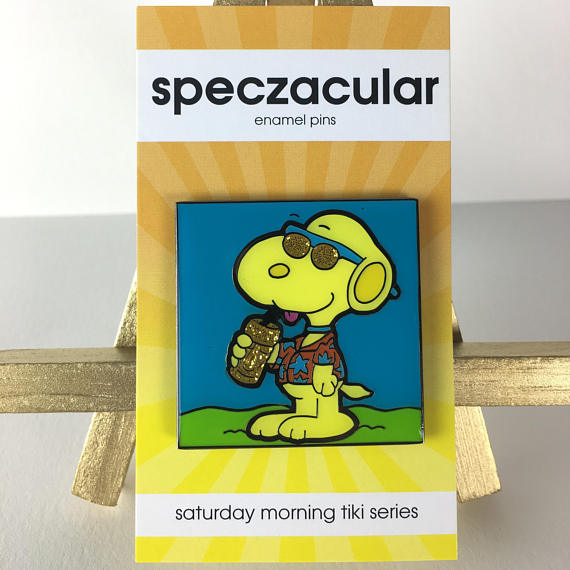 speczacular
enamel pins
saturday morning tiki series